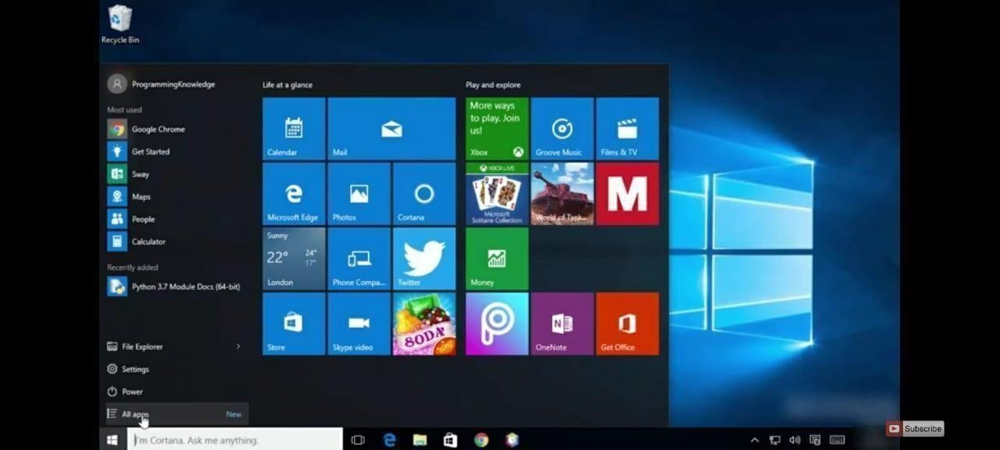 Recycle Bin
ProgrammingKnowledge
Most used
Google Chrome
Get Started
Sway
Maps
People
Calculator
Recently added
Python 3.7 Module Docs (64-bit)
File Explorer
Settings
Power
All apps
New
Life at a glance
Calendar
Mail
Microsoft Edge
Photos
Cortana
Sunny
22°
24°
17°
London
Phone Compa...
Twitter
Store
Skype video
SODA
Play and explore
More ways
to play. Join
us!
Xbox
Groove Music
Films & TV
XBOX LIVE
Microsoft
Solitaire Collection
World of Tank...
M
Money
OneNote
Get Office
I'm Cortana. Ask me anything.
Subscribe